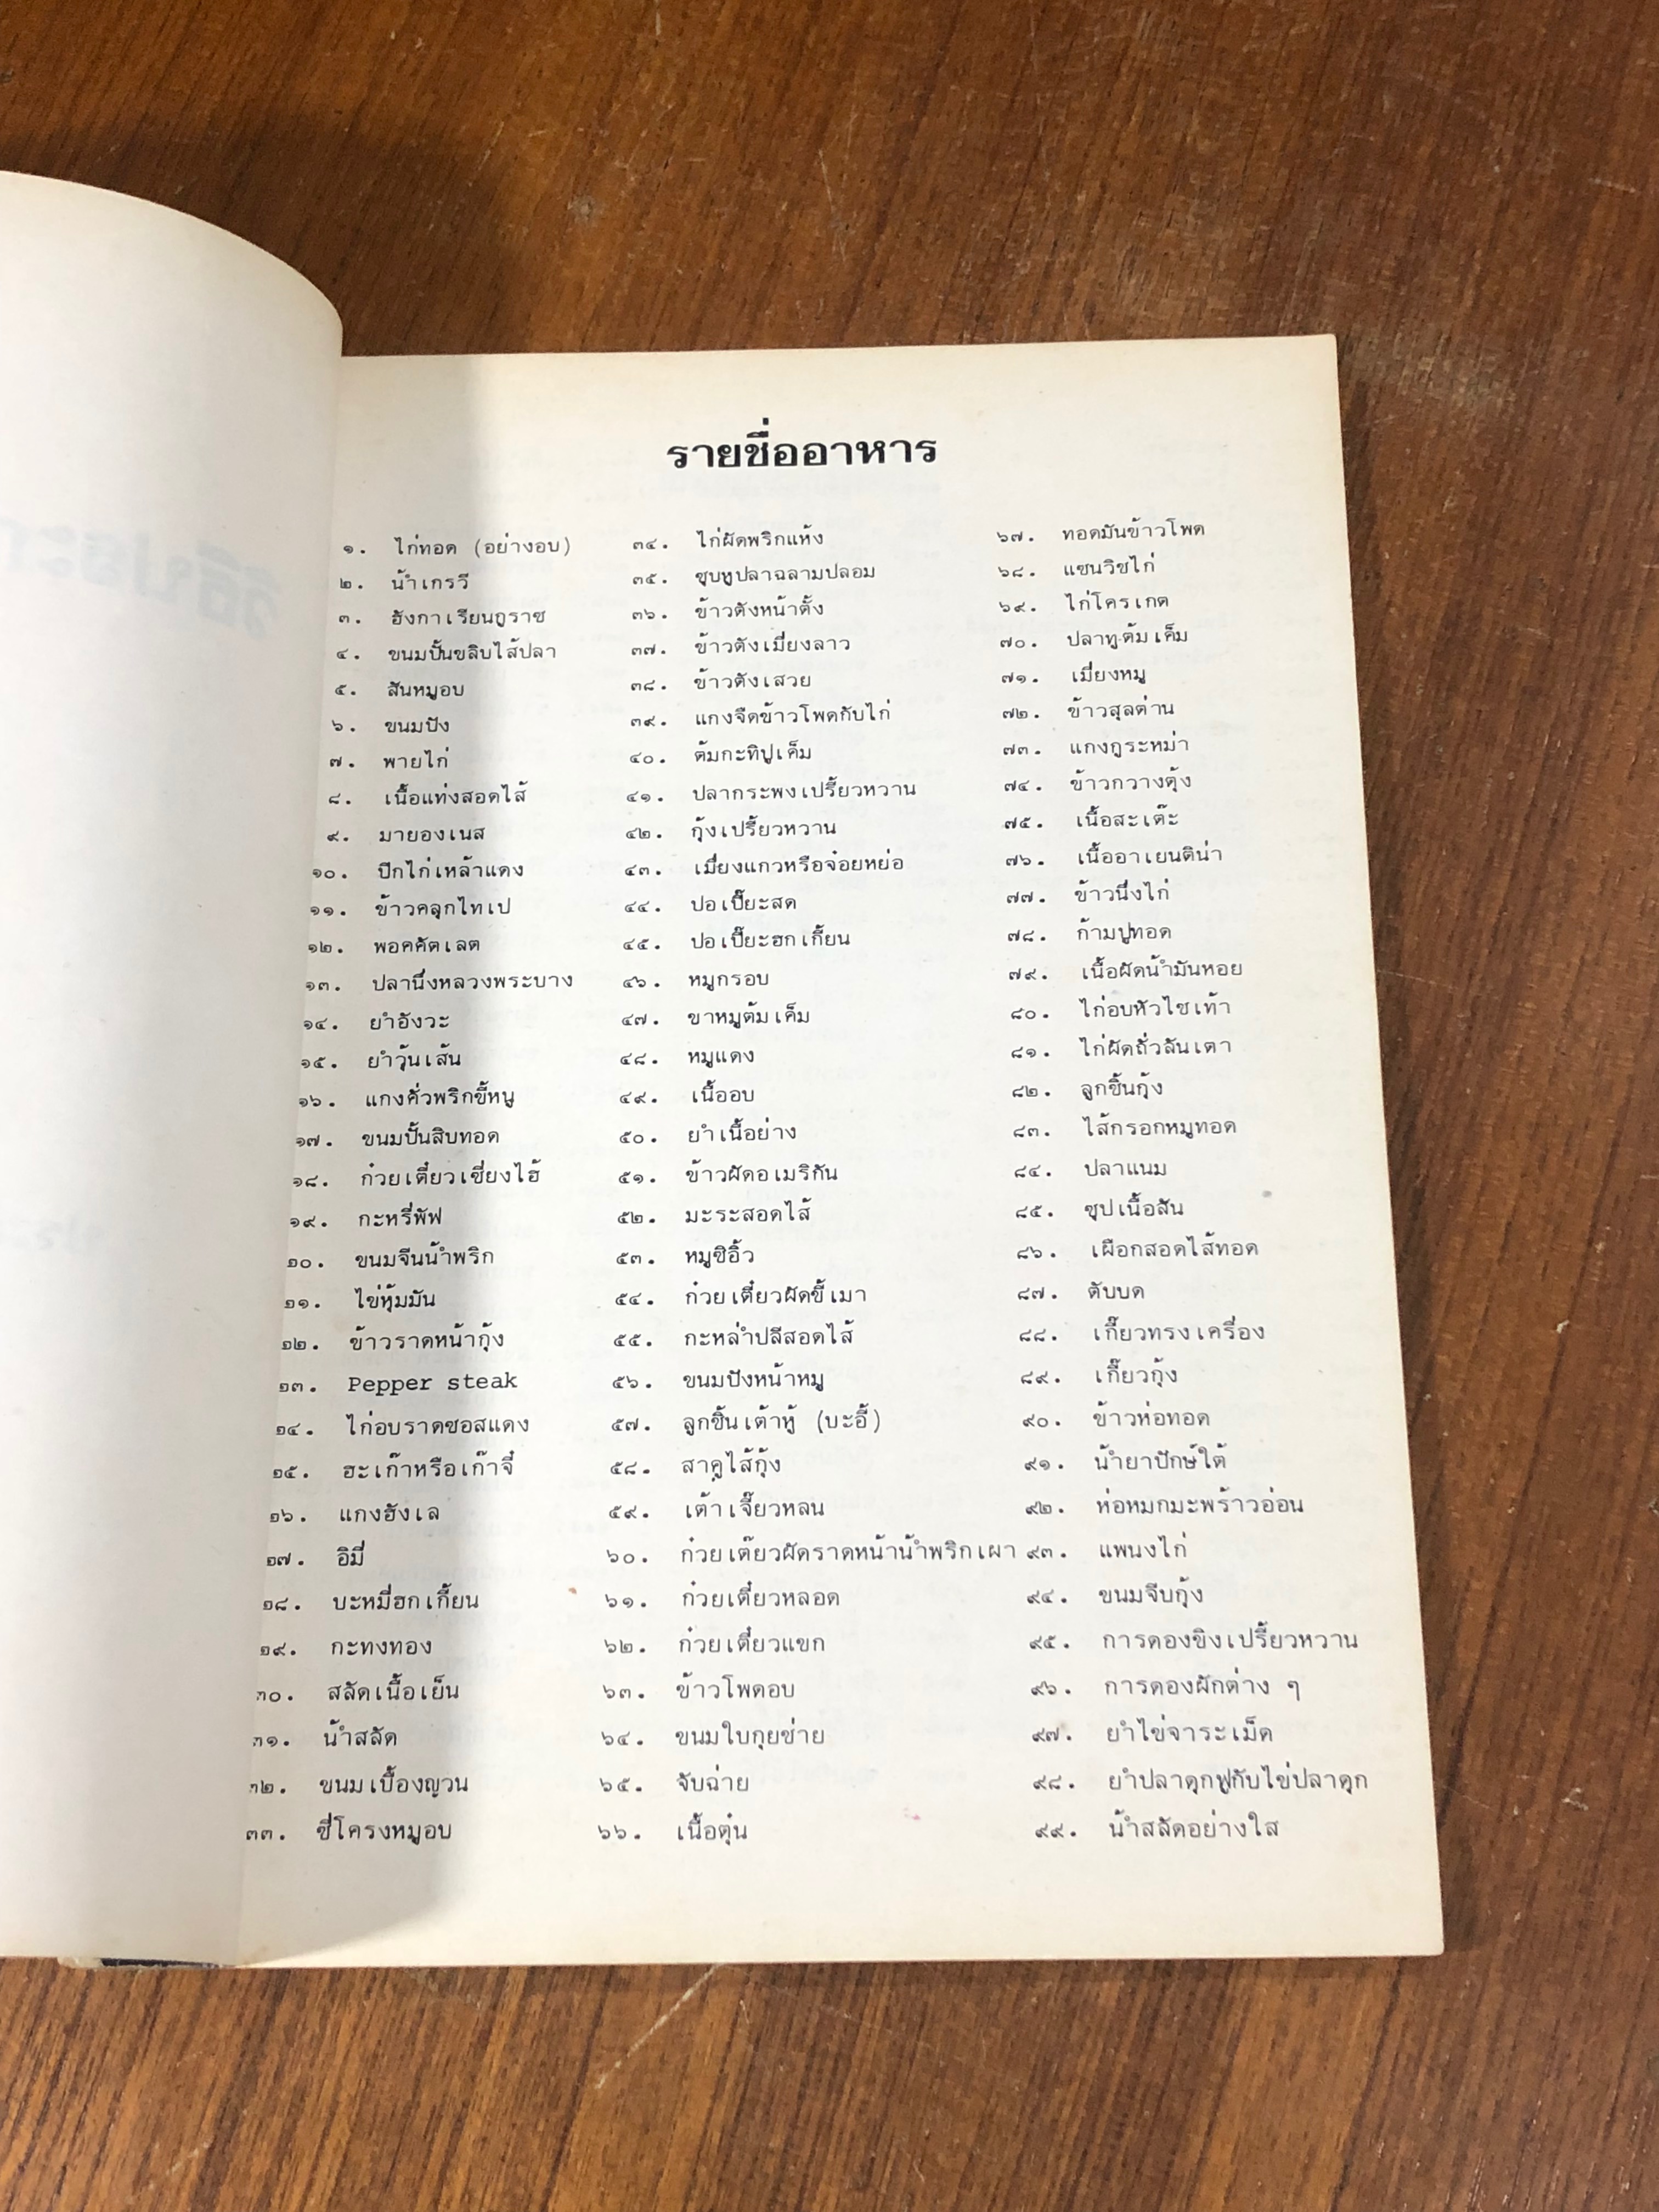 รายชื่ออาหาร
๑. ไก่ทอด (อย่างอบ)
๒. น้ำเกรวี
๓. ฮังกาเรียนกูราช
๔. ขนมปั้นขลิบไส้ปลา
๕. สันหมูอบ
๖. ขนมปัง
๗. พายไก่
๘. เนื้อแท่งสอดไส้
๙. มายองเนส
๑๐. ปีกไก่เหล้าแดง
๑๑. ข้าวคลุกไทเป
๑๒. พอคคัตเลต
๑๓. ปลานึ่งหลวงพระบาง
๑๔. ยำอังวะ
๑๕. ยำวุ้นเส้น
๑๖. แกงคั่วพริกขี้หนู
๑๗. ขนมปั้นสิบทอด
๑๘. ก๋วยเตี๋ยวเซี่ยงไฮ้
๑๙. กะหรี่พัฟ
๒๐. ขนมจีนน้ำพริก
๒๑. ไข่หุ้มมัน
๒๒. ข้าวราดหน้ากุ้ง
๒๓. Pepper steak
๒๔. ไก่อบราดซอสแดง
๒๕. ฮะเก๊าหรือเก๊าจี๋
๒๖. แกงฮังเล
๒๗. อิมี่
๒๘. บะหมี่ฮกเกี้ยน
๒๙. กะทงทอง
๓๐. สลัดเนื้อเย็น
๓๑. น้ำสลัด
๓๒. ขนมเบื้องญวน
๓๓. ซี่โครงหมูอบ
๓๔. ไก่ผัดพริกแห้ง
๓๕. ซุบหูปลาฉลามปลอม
๓๖. ข้าวตังหน้าตั้ง
๓๗. ข้าวตังเมี่ยงลาว
๓๘. ข้าวตังเสวย
๓๙. แกงจืดข้าวโพดกับไก่
๔๐. ต้มกะทิปูเค็ม
๔๑. ปลากระพงเปรี้ยวหวาน
๔๒. กุ้งเปรี้ยวหวาน
๔๓. เมี่ยงแกวหรือจ๋อยหย่อ
๔๔. ปอเปี๊ยะสด
๔๕. ปอเปี๊ยะฮกเกี้ยน
๔๖. หมูกรอบ
๔๗. ขาหมูต้มเค็ม
๔๘. หมูแดง
๔๙. เนื้ออบ
๕๐. ยำเนื้อย่าง
๕๑. ข้าวผัดอเมริกัน
๕๒. มะระสอดไส้
๕๓. หมูซิอิ้ว
๕๔. ก๋วยเตี๋ยวผัดขี้เมา
๕๕. กะหล่ำปลีสอดไส้
๕๖. ขนมปังหน้าหมู
๕๗. ลูกชิ้นเต้าหู้ (บะอี้)
๕๘. สาคูไส้กุ้ง
๕๙. เต้าเจี๊ยวหลน
๖๐. ก๋วยเต๊ยวผัดราดหน้าน้ำพริกเผา
๖๑. ก๋วยเตี๋ยวหลอด
๖๒. ก๋วยเตี๋ยวแขก
๖๓. ข้าวโพดอบ
๖๔. ขนมใบกุยช่าย
๖๕. จับฉ่าย
๖๖. เนื้อตุ๋น
๖๗. ทอดมันข้าวโพด
๖๘. แซนวิชไก่
๖๙. ไก่โครเกต
๗๐. ปลาทูต้มเค็ม
๗๑. เมี่ยงหมู
๗๒. ข้าวสุลต่าน
๗๓. แกงกูระหม่า
๗๔. ข้าวกวางตุ้ง
๗๕. เนื้อสะเต๊ะ
๗๖. เนื้ออาเยนติน่า
๗๗. ข้าวนึ่งไก่
๗๘. ก้ามปูทอด
๗๙. เนื้อผัดน้ำมันหอย
๘๐. ไก่อบหัวไชเท้า
๘๑. ไก่ผัดถั่วลันเตา
๘๒. ลูกชิ้นกุ้ง
๘๓. ไส้กรอกหมูทอด
๘๔. ปลาแนม
๘๕. ซุปเนื้อสัน
๘๖. เผือกสอดไส้ทอด
๘๗. ตับบด
๘๘. เกี๊ยวทรงเครื่อง
๘๙. เกี๊ยวกุ้ง
๙๐. ข้าวห่อทอด
๙๑. น้ำยาปักษ์ใต้
๙๒. ห่อหมกมะพร้าวอ่อน
๙๓. แพนงไก่
๙๔. ขนมจีบกุ้ง
๙๕. การดองขิงเปรี้ยวหวาน
๙๖. การดองผักต่าง ๆ
๙๗. ยำไข่จาระเม็ด
๙๘. ยำปลาดุกฟูกับไข่ปลาดุก
๙๙. น้ำสลัดอย่างใส